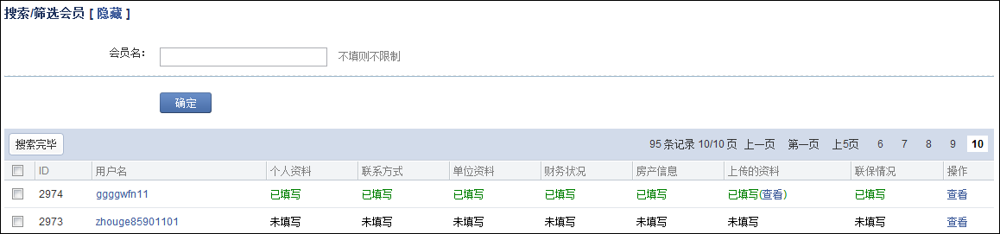 搜索/筛选会员 [ 隐藏 ]
会员名: 不填则不限制
确定
搜索完毕 95 条记录 10/10 页 上一页 第一页 上5页 6 7 8 9 10
ID 用户名 个人资料 联系方式 单位资料 财务状况 房产信息 上传的资料 联保情况 操作
2974 ggggwfn11 已填写 已填写 已填写 已填写 已填写 已填写(查看) 已填写 查看
2973 zhouge85901101 未填写 未填写 未填写 未填写 未填写 未填写 未填写 查看